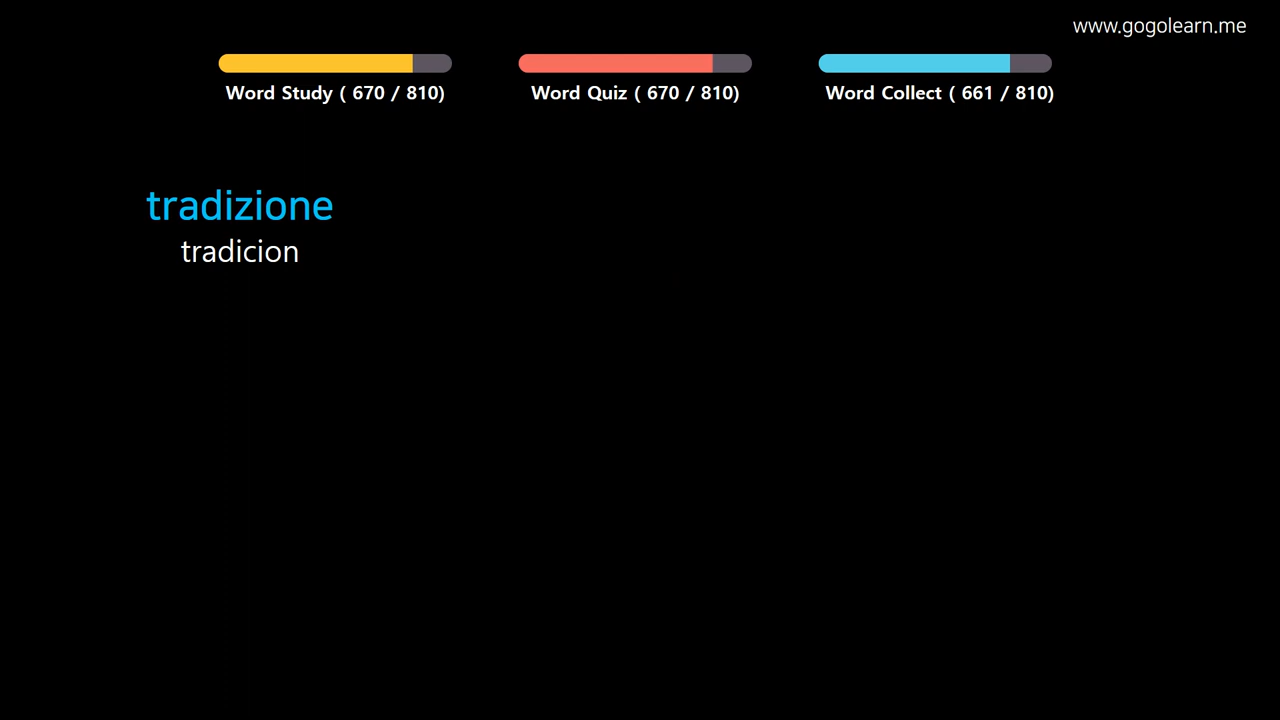 www.gogolearn.me
Word Study ( 670 / 810)
Word Quiz ( 670 / 810)
Word Collect ( 661 / 810)
tradizione
tradicion